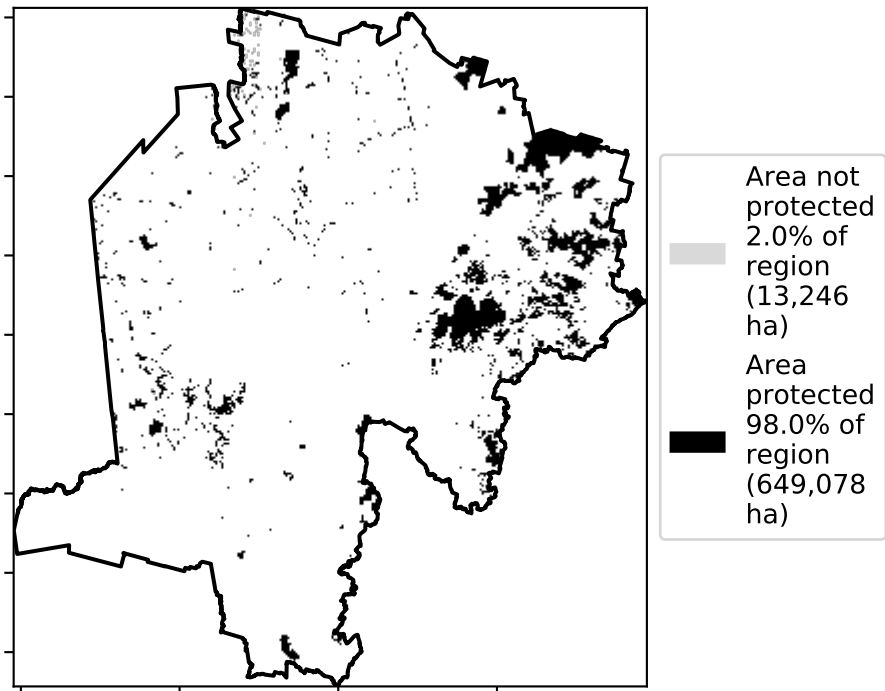 Area not
protected
2.0% of
region
(13,246
ha)
Area
protected
98.0% of
region
(649,078
ha)